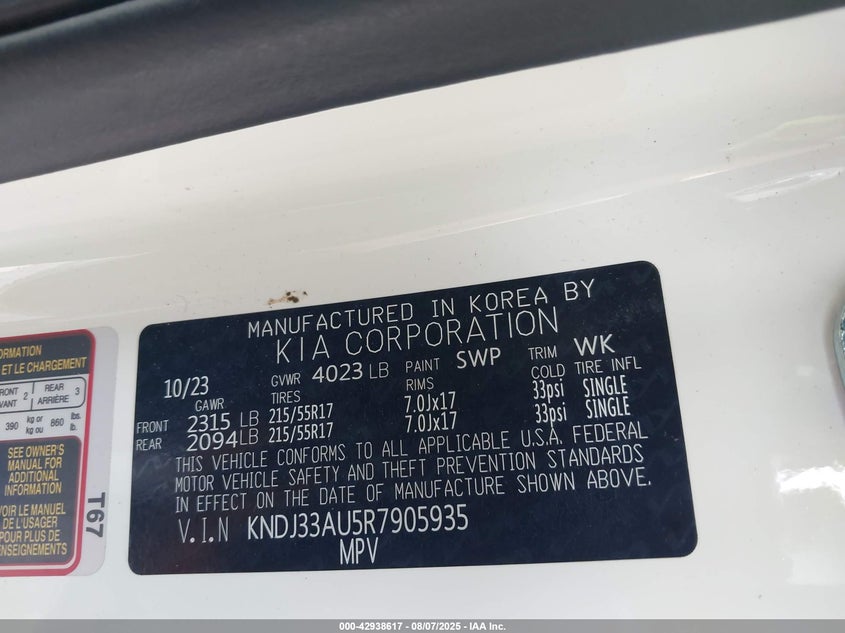 MANUFACTURED IN KOREA BY
KIA CORPORATION
10/23 GVWR 4023 LB PAINT SWP TRIM WK
GAWR TIRES RIMS COLD TIRE INFL
FRONT 2315 LB 215/55R17 7.0Jx17 33psi SINGLE
REAR 2094 LB 215/55R17 7.0Jx17 33psi SINGLE
THIS VEHICLE CONFORMS TO ALL APPLICABLE U.S.A. FEDERAL
MOTOR VEHICLE SAFETY AND THEFT PREVENTION STANDARDS
IN EFFECT ON THE DATE OF MANUFACTURE SHOWN ABOVE.
V.I.N KNDJ33AU5R7905935
MPV
ET LE CHARGEMENT
2 REAR 3
ARRIÈRE
390 kg or kg ou 860 lbs. lb.
SEE OWNER'S
MANUAL FOR
ADDITIONAL
INFORMATION
LE MANUEL
DE L'USAGER
POUR PLUS DE
T67
000-42938617 - 08/07/2025 - IAA Inc.